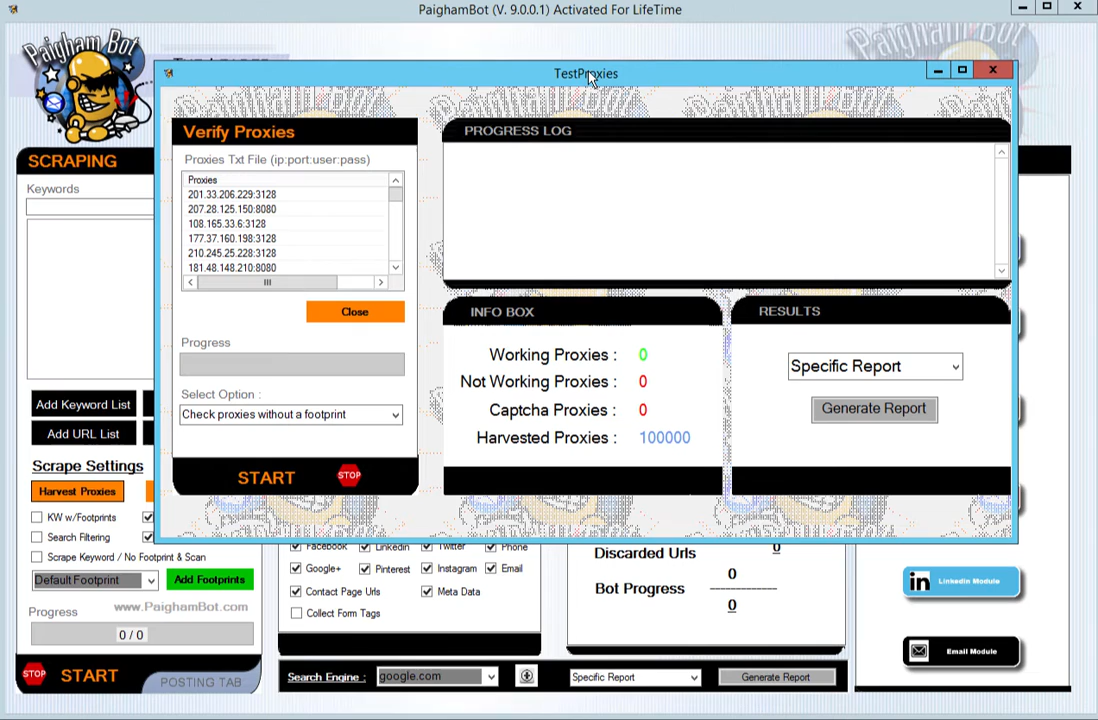 PaighamBot (V. 9.0.0.1) Activated For LifeTime
Paigham Bot
TestProxies
SCRAPING
Keywords
Add Keyword List
Add URL List
Scrape Settings
Harvest Proxies
KW w/Footprints
Search Filtering
Scrape Keyword / No Footprint & Scan
Default Footprint
Add Footprints
Progress
www.PaighamBot.com
0 / 0
STOP
START
POSTING TAB
Verify Proxies
Proxies Txt File (ip:port:user:pass)
Proxies
201.33.206.229:3128
207.28.125.150:8080
108.165.33.6:3128
177.37.160.198:3128
210.245.25.228:3128
181.48.148.210:8080
Close
Progress
Select Option :
Check proxies without a footprint
START
STOP
PROGRESS LOG
INFO BOX
Working Proxies : 0
Not Working Proxies : 0
Captcha Proxies : 0
Harvested Proxies : 100000
RESULTS
Specific Report
Generate Report
Facebook
Linkedin
Twitter
Phone
Google+
Pinterest
Instagram
Email
Contact Page Urls
Meta Data
Collect Form Tags
Discarded Urls 0
Bot Progress 0
0
Search Engine :
google.com
Specific Report
Generate Report
in LinkedIn Module
Email Module